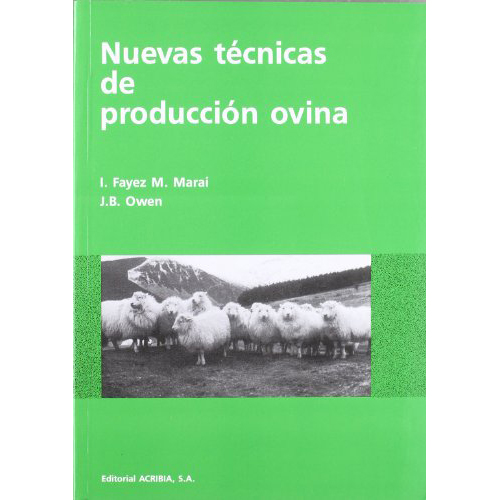 Nuevas técnicas
de
producción ovina
I. Fayez M. Marai
J.B. Owen
Editorial ACRIBIA, S.A.